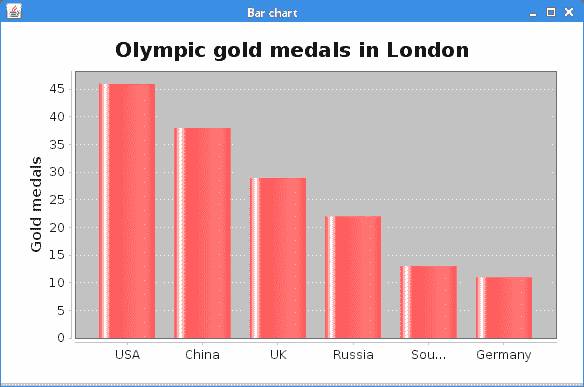 Bar chart
Olympic gold medals in London
Gold medals
45
40
35
30
25
20
15
10
5
0
USA China UK Russia Sou... Germany